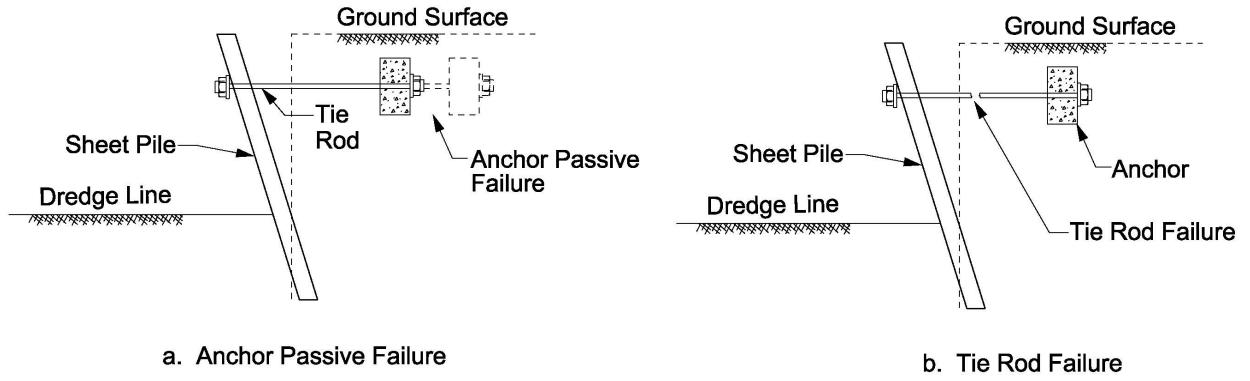 Ground Surface
Tie
Rod
Sheet Pile
Anchor Passive
Failure
Dredge Line
a. Anchor Passive Failure
Ground Surface
Sheet Pile
Anchor
Dredge Line
Tie Rod Failure
b. Tie Rod Failure